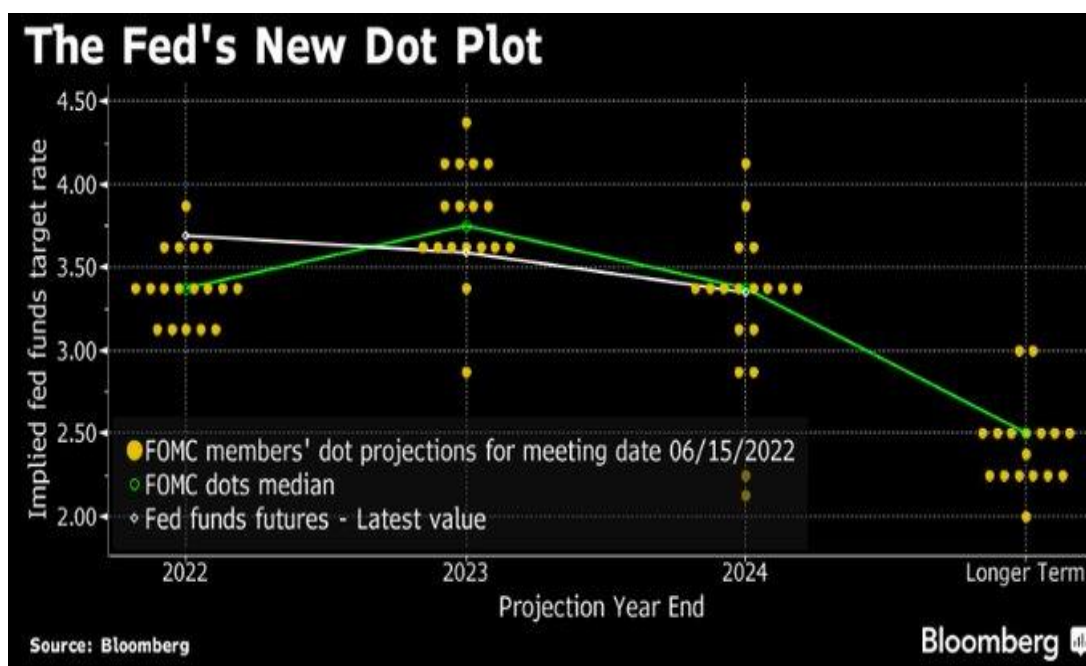 The Fed's New Dot Plot
Implied fed funds target rate
4.50
4.00
3.50
3.00
2.50
2.00
FOMC members' dot projections for meeting date 06/15/2022
FOMC dots median
Fed funds futures - Latest value
2022 2023 2024 Longer Term
Projection Year End
Source: Bloomberg
Bloomberg